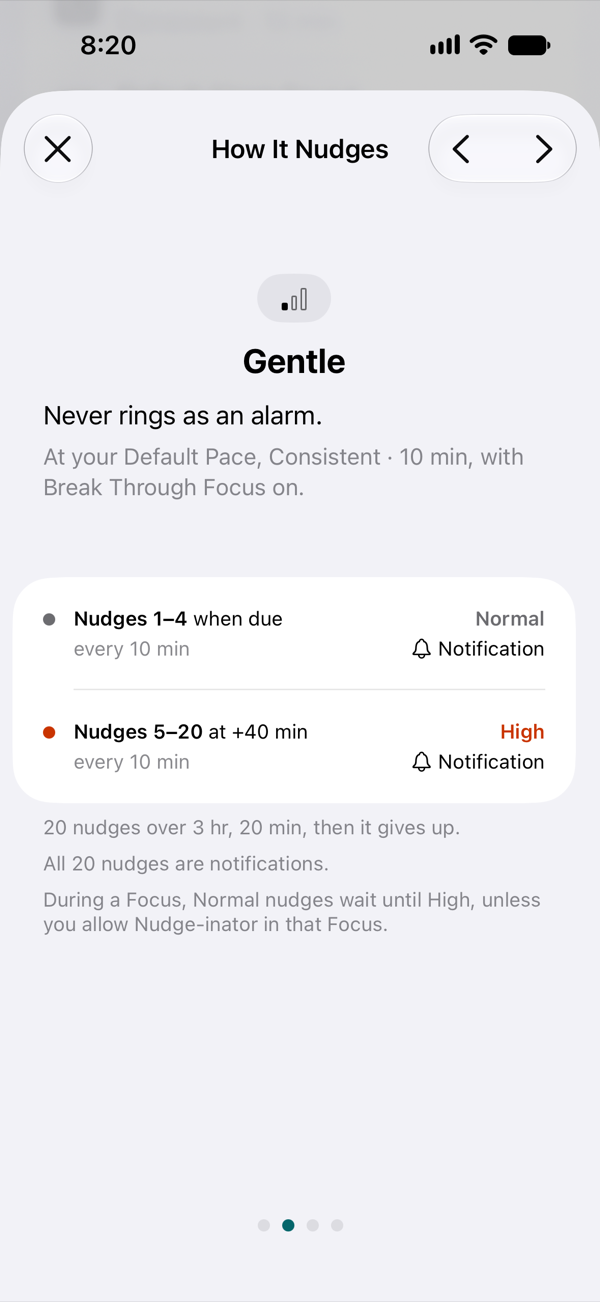 8:20
How It Nudges
Gentle
Never rings as an alarm.
At your Default Pace, Consistent · 10 min, with
Break Through Focus on.
Nudges 1–4 when due
Normal
every 10 min
Notification
Nudges 5–20 at +40 min
High
every 10 min
Notification
20 nudges over 3 hr, 20 min, then it gives up.
All 20 nudges are notifications.
During a Focus, Normal nudges wait until High, unless
you allow Nudge-inator in that Focus.